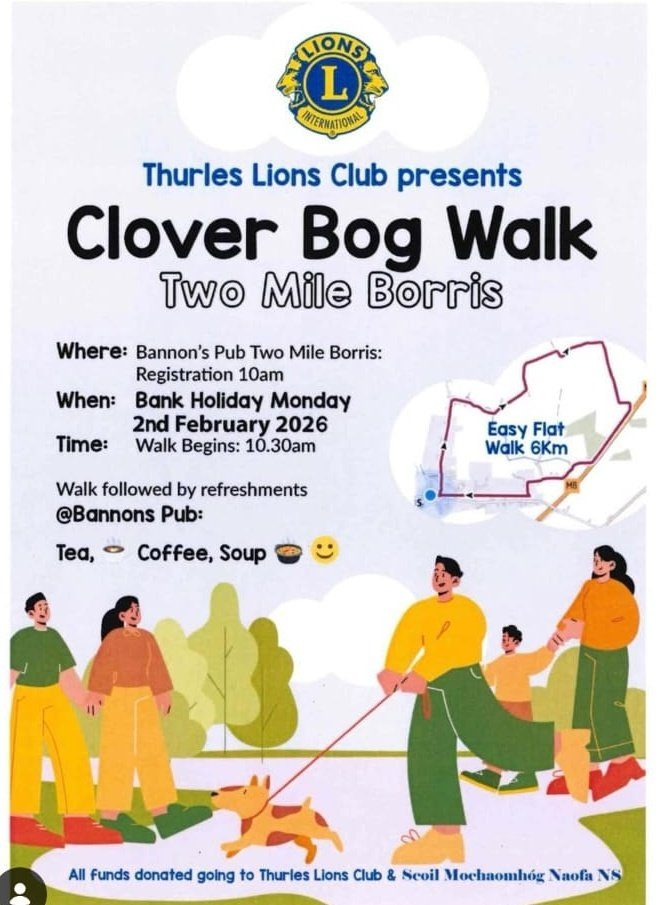 LIONS
L
INTERNATIONAL
®
Thurles Lions Club presents
Clover Bog Walk
Two Mile Borris
Where: Bannon's Pub Two Mile Borris:
Registration 10am
When: Bank Holiday Monday
2nd February 2026
Time: Walk Begins: 10.30am
Easy Flat
Walk 6Km
M8
S
Walk followed by refreshments
@Bannons Pub:
Tea, ☕ Coffee, Soup 🍲 🙂
All funds donated going to Thurles Lions Club & Scoil Mochaomhóg Naofa NS